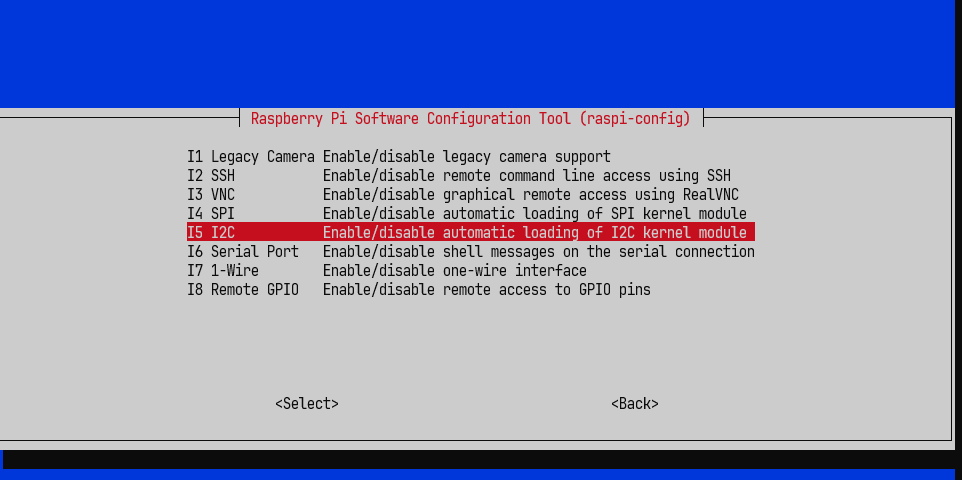 Raspberry Pi Software Configuration Tool (raspi-config)
I1 Legacy Camera Enable/disable legacy camera support
I2 SSH Enable/disable remote command line access using SSH
I3 VNC Enable/disable graphical remote access using RealVNC
I4 SPI Enable/disable automatic loading of SPI kernel module
I5 I2C Enable/disable automatic loading of I2C kernel module
I6 Serial Port Enable/disable shell messages on the serial connection
I7 1-Wire Enable/disable one-wire interface
I8 Remote GPIO Enable/disable remote access to GPIO pins
<Select> <Back>